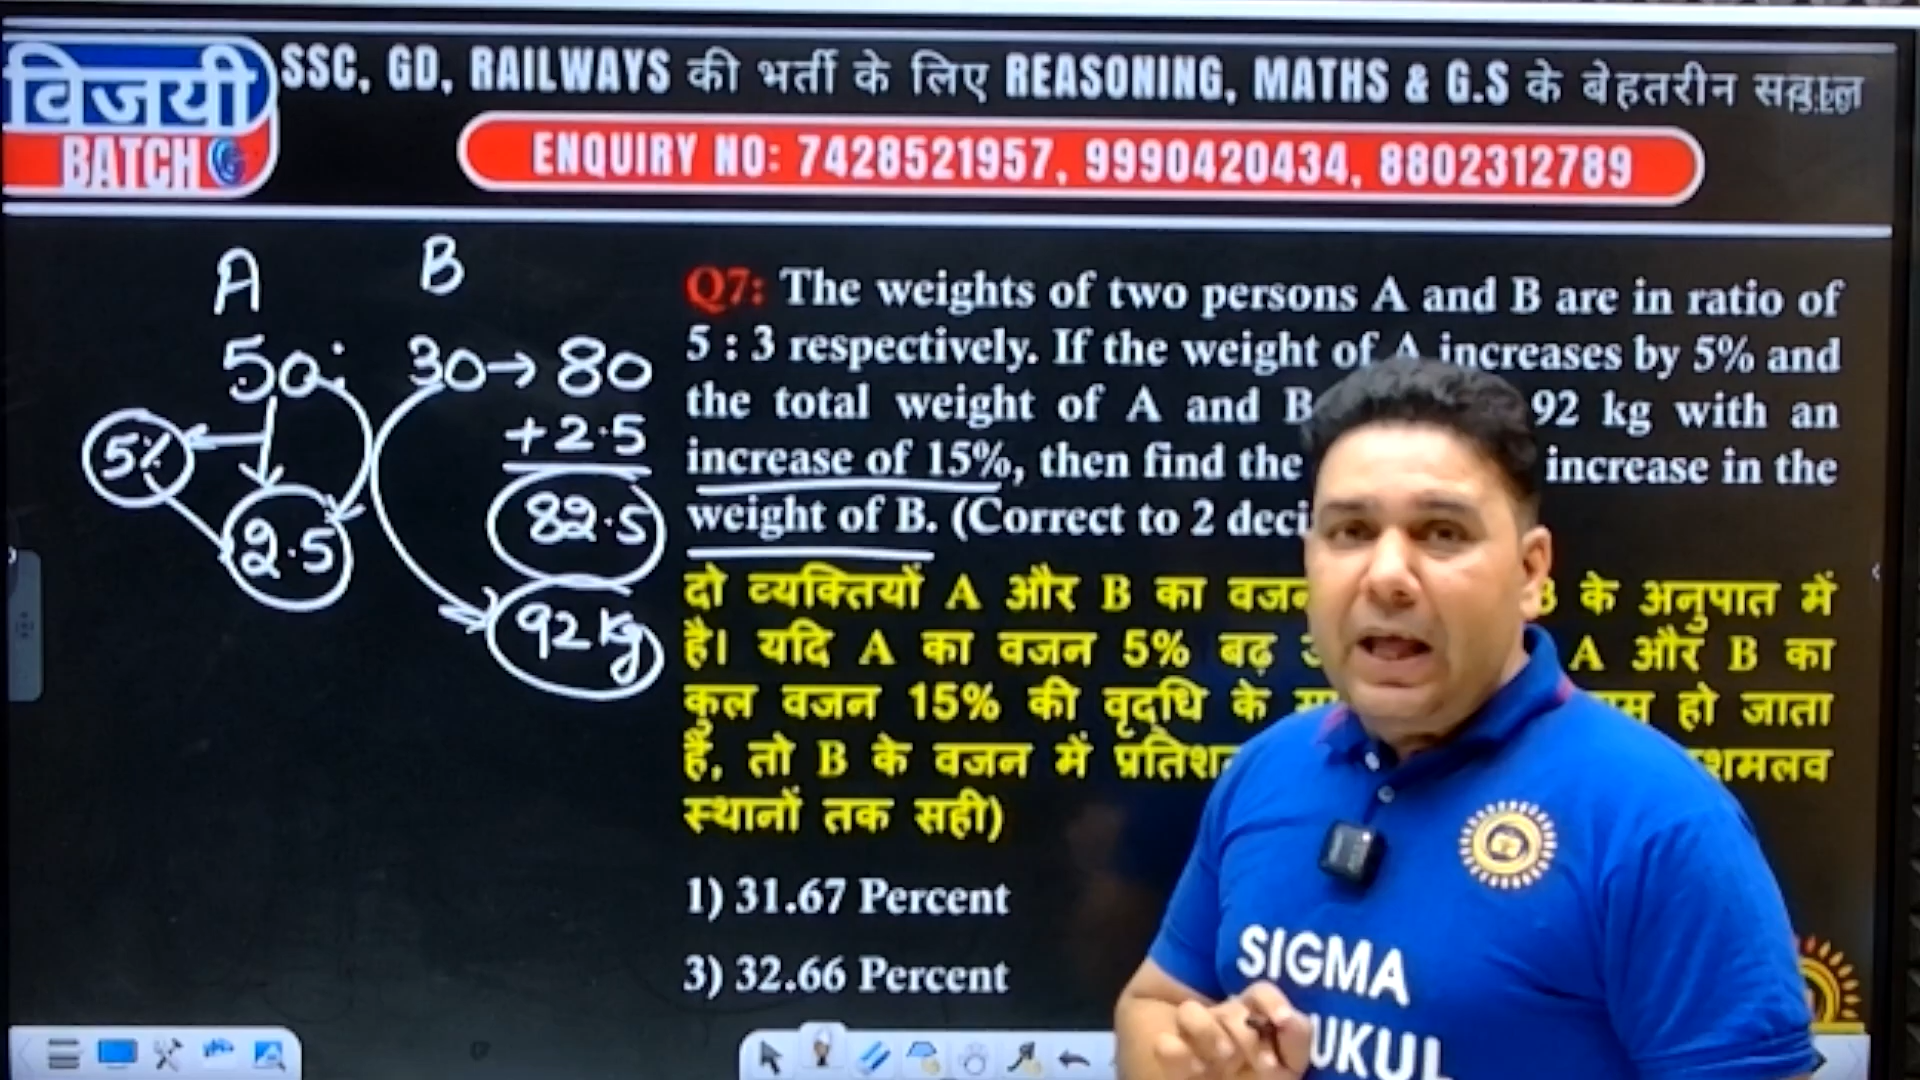 विजयी
BATCH
SSC, GD, RAILWAYS की भर्ती के लिए REASONING, MATHS & G.S के बेहतरीन
ENQUIRY NO: 7428521957, 9990420434, 8802312789
A B
50 : 30 → 80
+2.5
5% 82.5
2.5
92 kg
Q7: The weights of two persons A and B are in ratio of
5 : 3 respectively. If the weight of A increases by 5% and
the total weight of A and B 92 kg with an
increase of 15%, then find the increase in the
weight of B. (Correct to 2 deci
दो व्यक्तियों A और B का वजन B के अनुपात में
है। यदि A का वजन 5% बढ़ A और B का
कुल वजन 15% की वृद्धि के हो जाता
है, तो B के वजन में
स्थानों तक सही)
1) 31.67 Percent
3) 32.66 Percent
SIGMA
UKUL